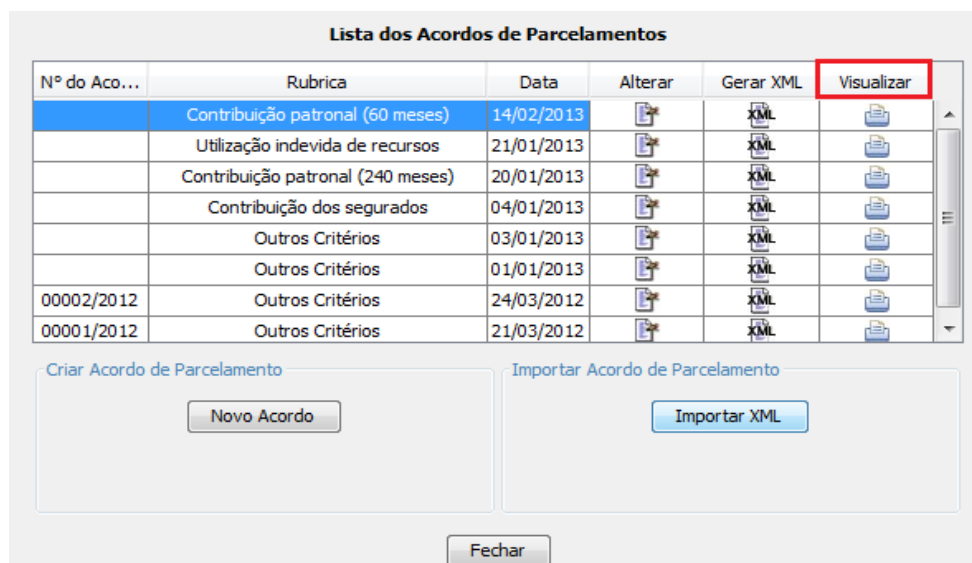 Lista dos Acordos de Parcelamentos
Nº do Aco... Rubrica Data Alterar Gerar XML Visualizar
Contribuição patronal (60 meses) 14/02/2013 XML
Utilização indevida de recursos 21/01/2013 XML
Contribuição patronal (240 meses) 20/01/2013 XML
Contribuição dos segurados 04/01/2013 XML
Outros Critérios 03/01/2013 XML
Outros Critérios 01/01/2013 XML
00002/2012 Outros Critérios 24/03/2012 XML
00001/2012 Outros Critérios 21/03/2012 XML
Criar Acordo de Parcelamento Importar Acordo de Parcelamento
Novo Acordo Importar XML
Fechar